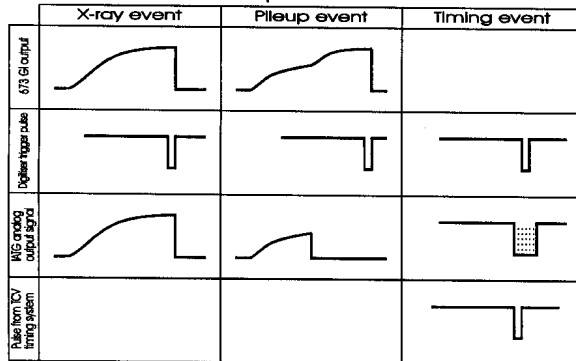 X-ray event
Pileup event
Timing event
673 GI output
Digitiser trigger pulse
IATG analog
output signal
Pulse from TCV
timing system